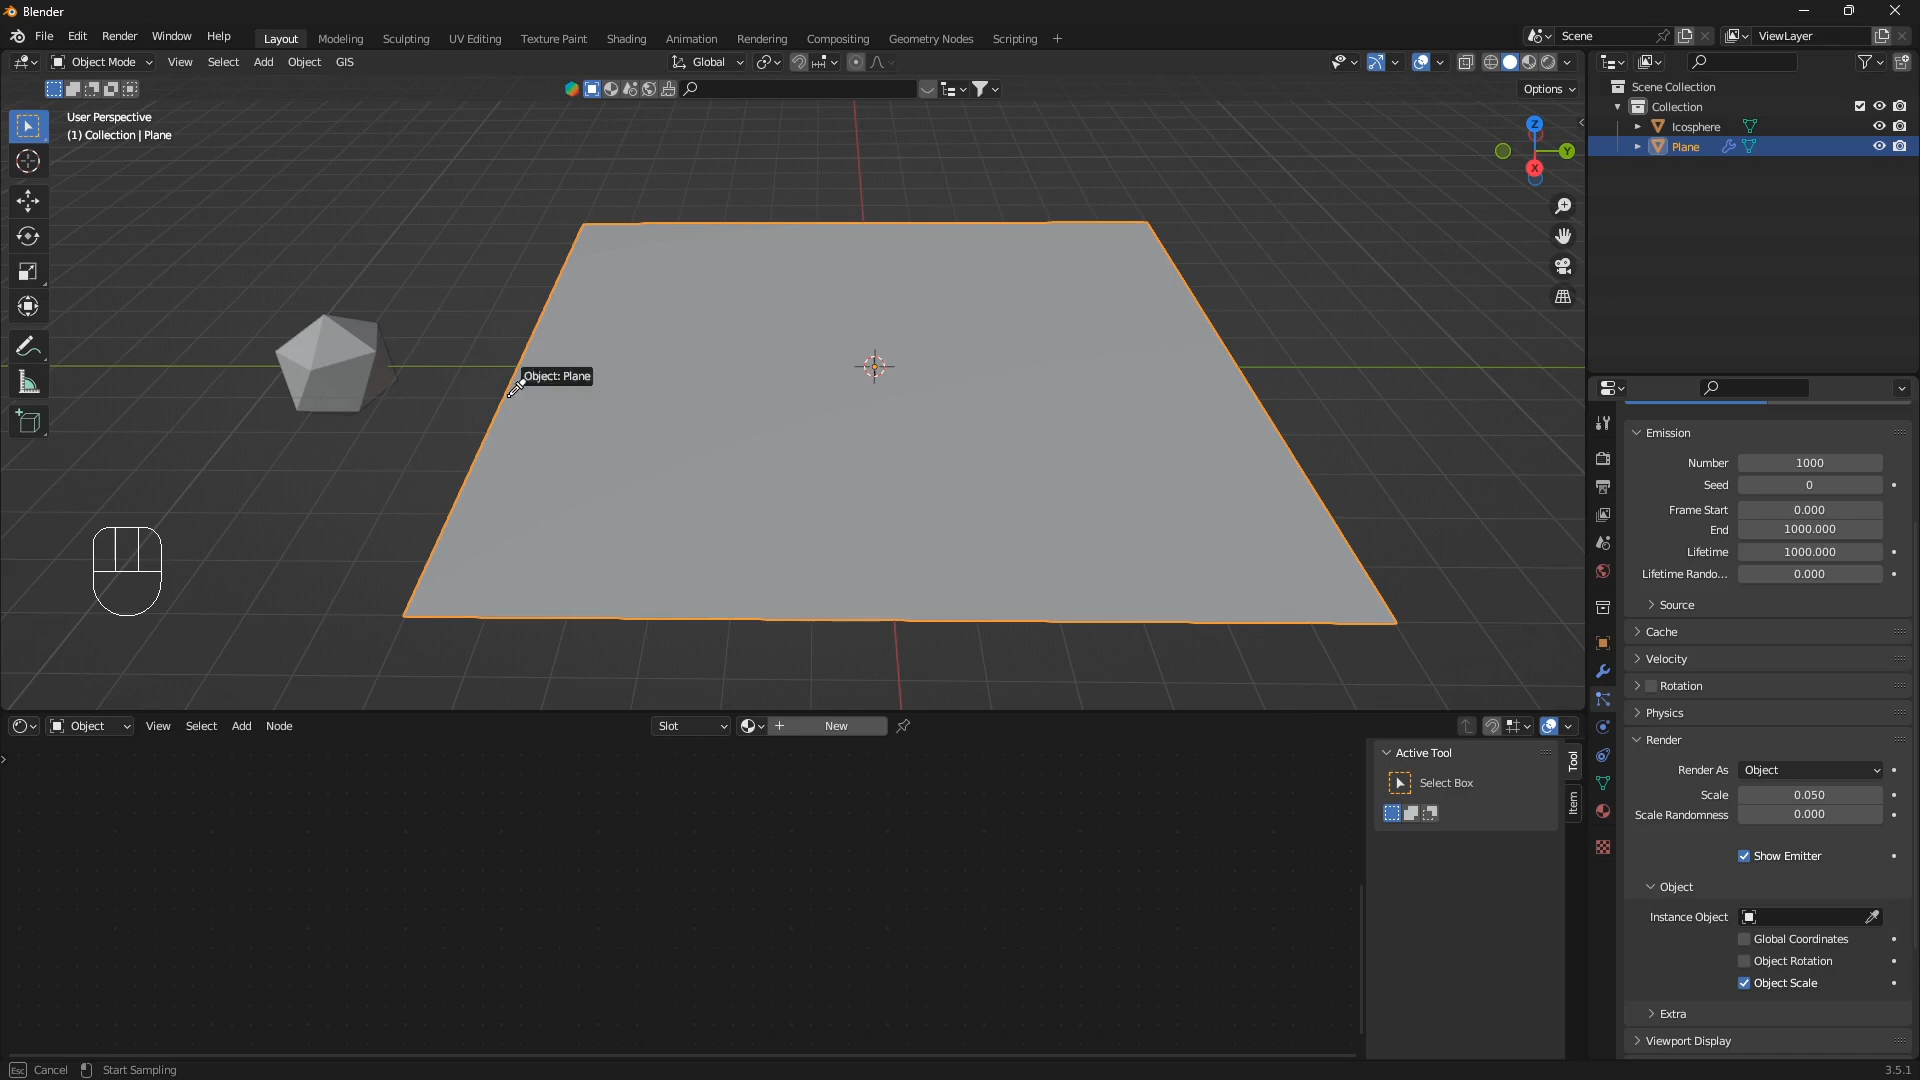 Blender
File Edit Render Window Help Layout Modeling Sculpting UV Editing Texture Paint Shading Animation Rendering Compositing Geometry Nodes Scripting + Scene ViewLayer
Object Mode View Select Add Object GIS Global
Options
User Perspective
(1) Collection | Plane
Z
Y
X
Scene Collection
Collection
Icosphere
Plane
Object: Plane
Emission
Number 1000
Seed 0
Frame Start 0.000
End 1000.000
Lifetime 1000.000
Lifetime Rando... 0.000
Source
Cache
Velocity
Rotation
Physics
Render
Render As Object
Scale 0.050
Scale Randomness 0.000
Show Emitter
Object
Instance Object
Global Coordinates
Object Rotation
Object Scale
Extra
Viewport Display
Object View Select Add Node Slot New
Active Tool
Select Box
Tool
Item
Esc Cancel Start Sampling 3.5.1